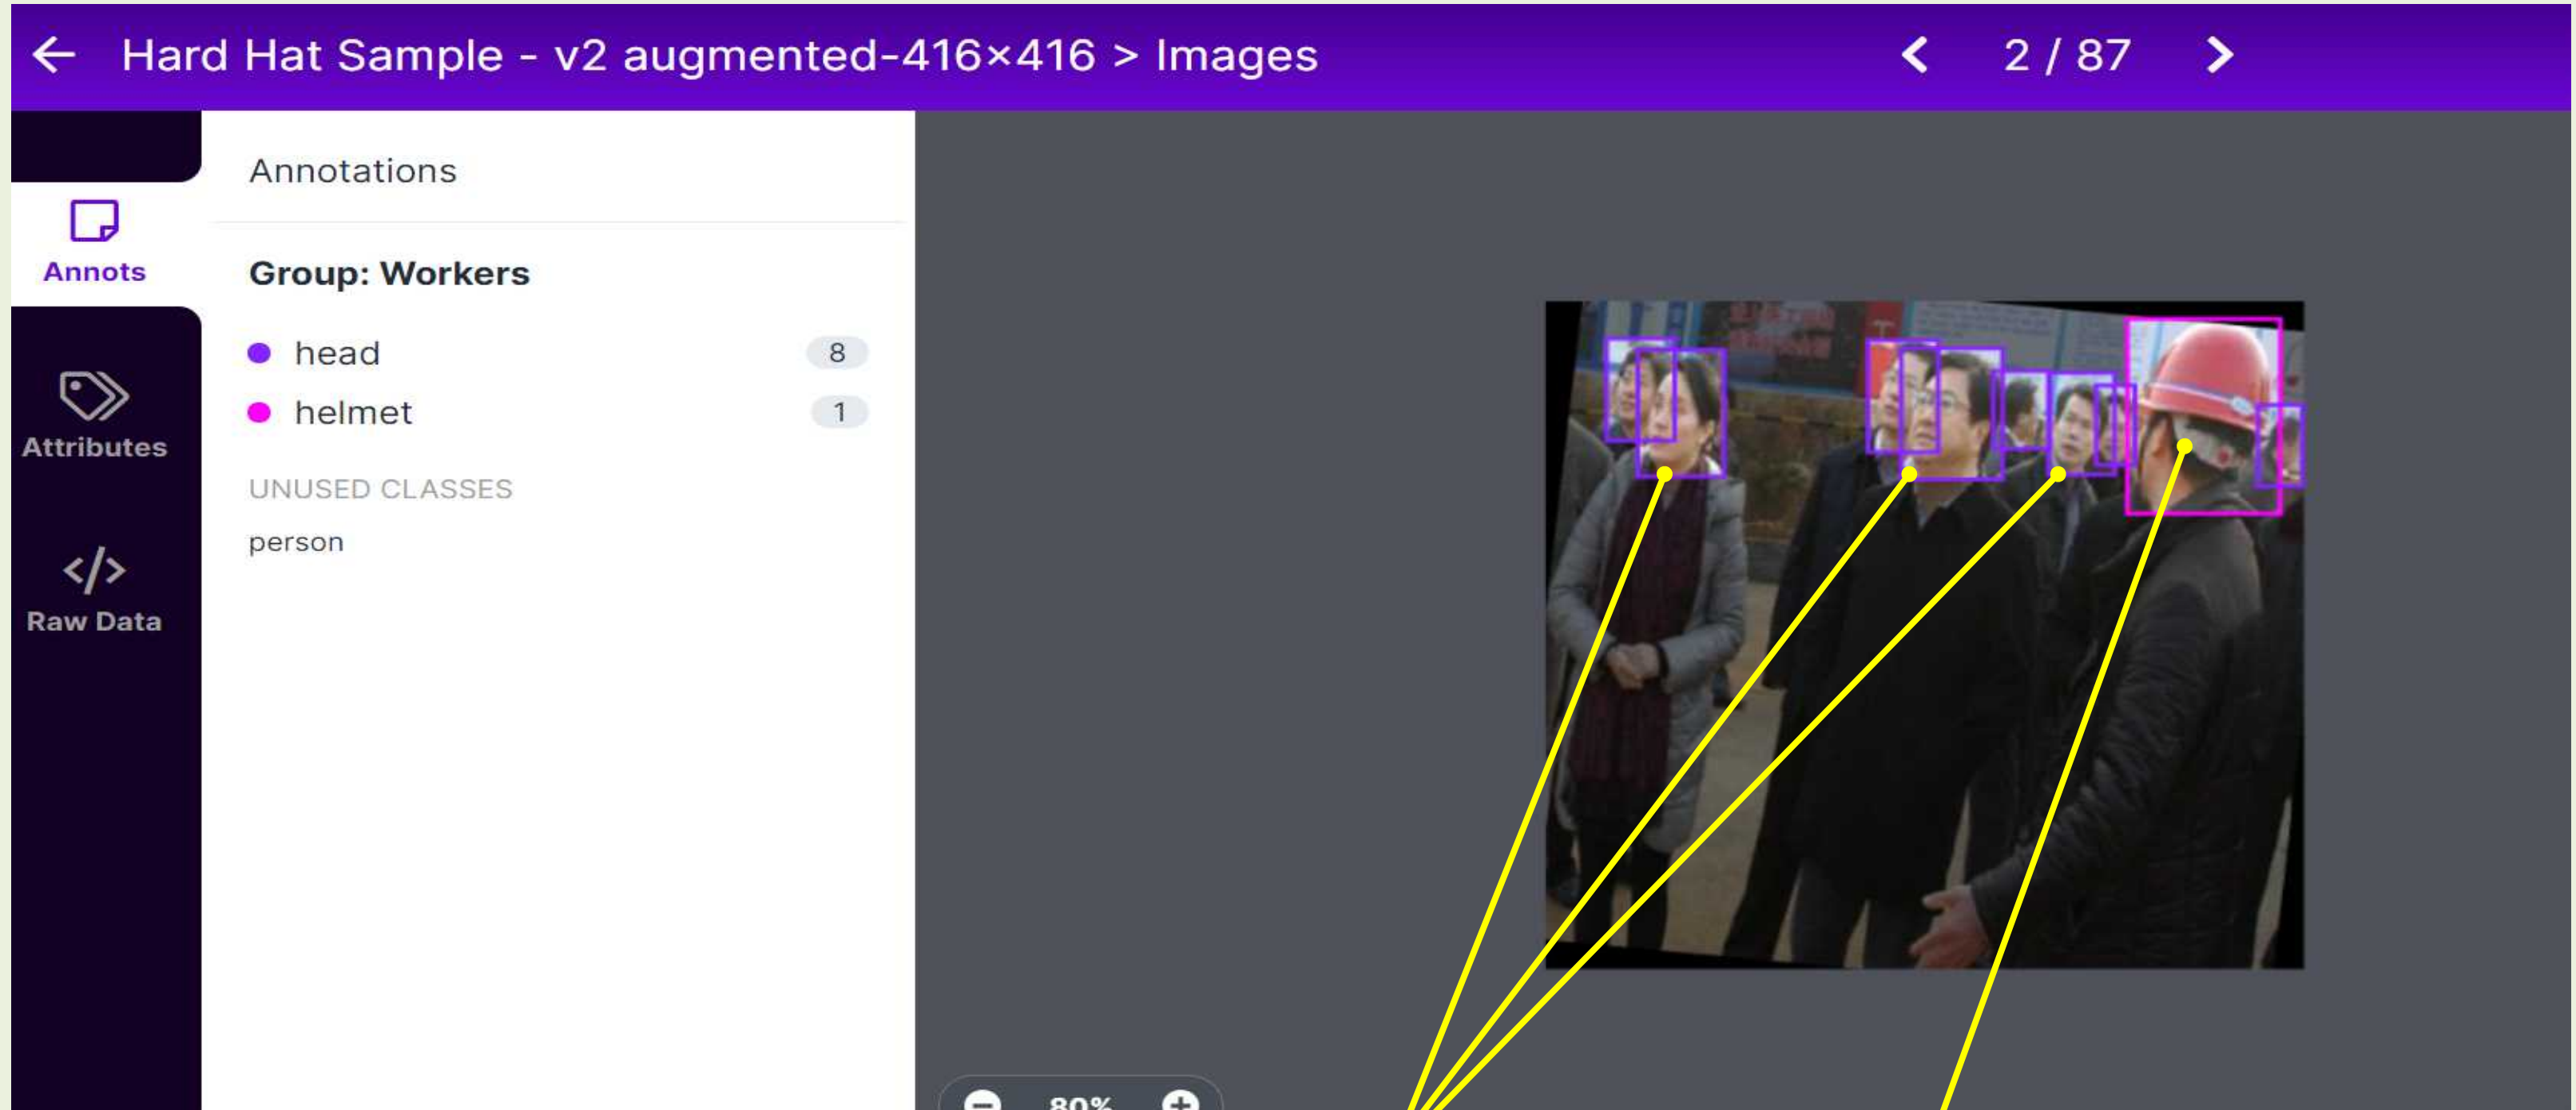 Hard Hat Sample - v2 augmented-416×416 > Images
2 / 87
Annots
Attributes
</>
Raw Data
Annotations
Group: Workers
head 8
helmet 1
UNUSED CLASSES
person
80%